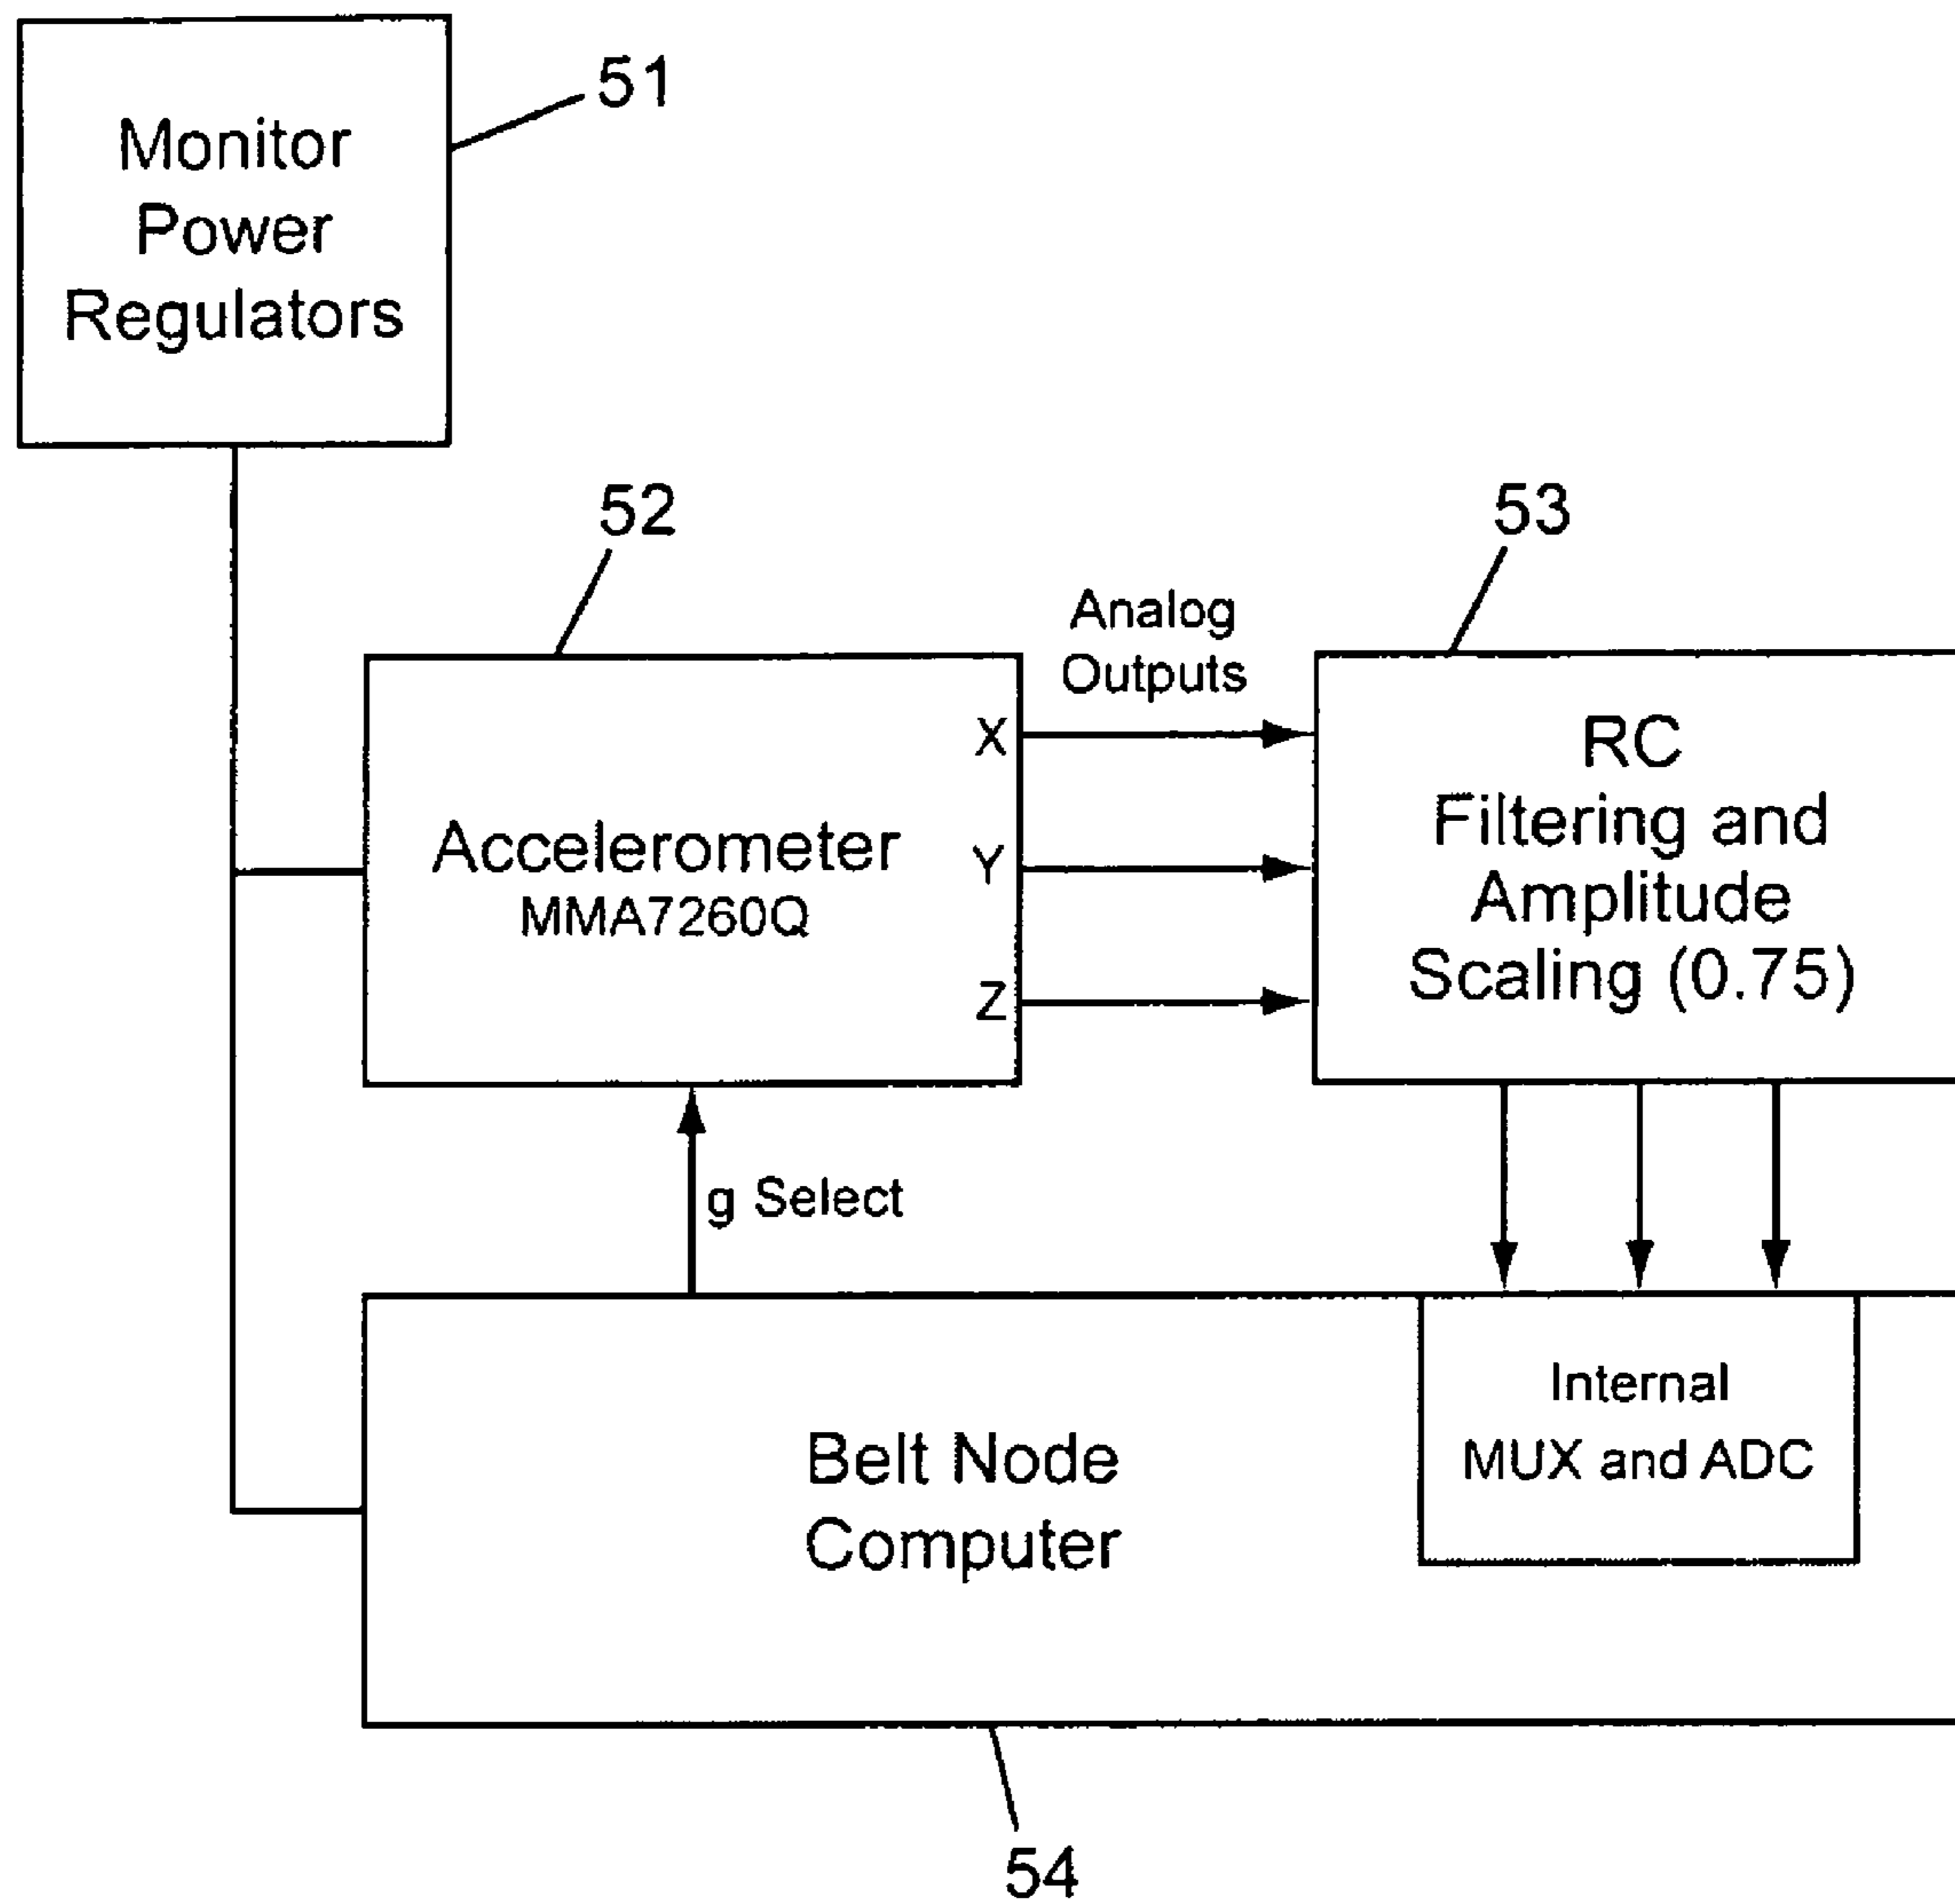 51
Monitor
Power
Regulators
52
53
Analog
Outputs
X
Y
Z
Accelerometer
MMA7260Q
RC
Filtering and
Amplitude
Scaling (0.75)
g Select
Internal
MUX and ADC
Belt Node
Computer
54